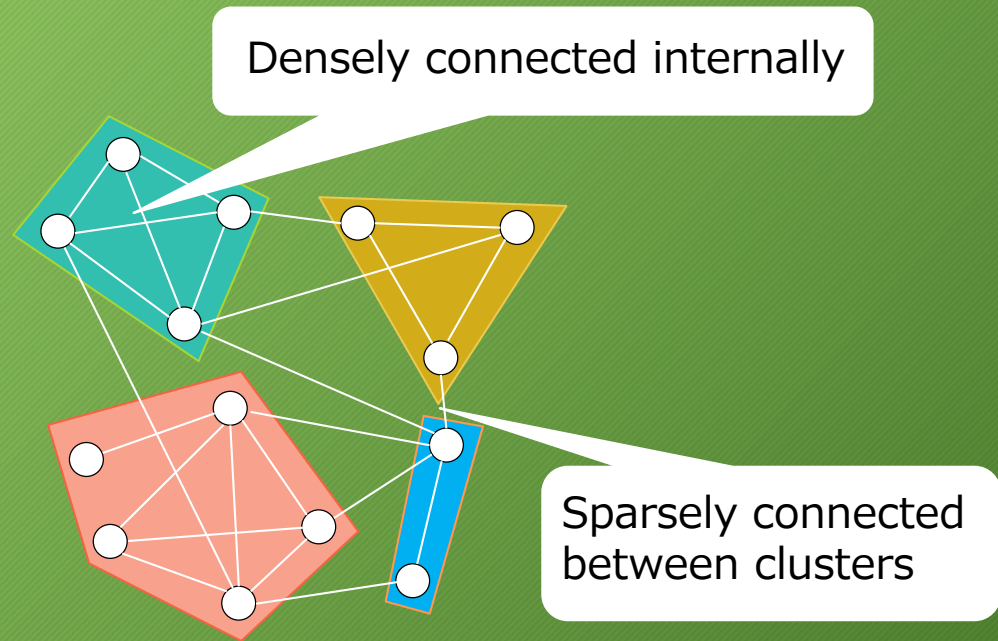 Densely connected internally
Sparsely connected
between clusters